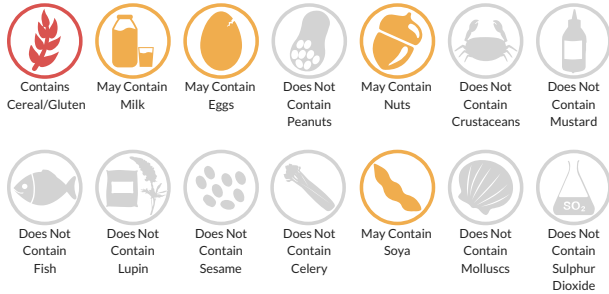 Contains
Cereal/Gluten
May Contain
Milk
May Contain
Eggs
Does Not
Contain
Peanuts
May Contain
Nuts
Does Not
Contain
Crustaceans
Does Not
Contain
Mustard
Does Not
Contain
Fish
Does Not
Contain
Lupin
Does Not
Contain
Sesame
Does Not
Contain
Celery
May Contain
Soya
Does Not
Contain
Molluscs
SO₂
Does Not
Contain
Sulphur
Dioxide